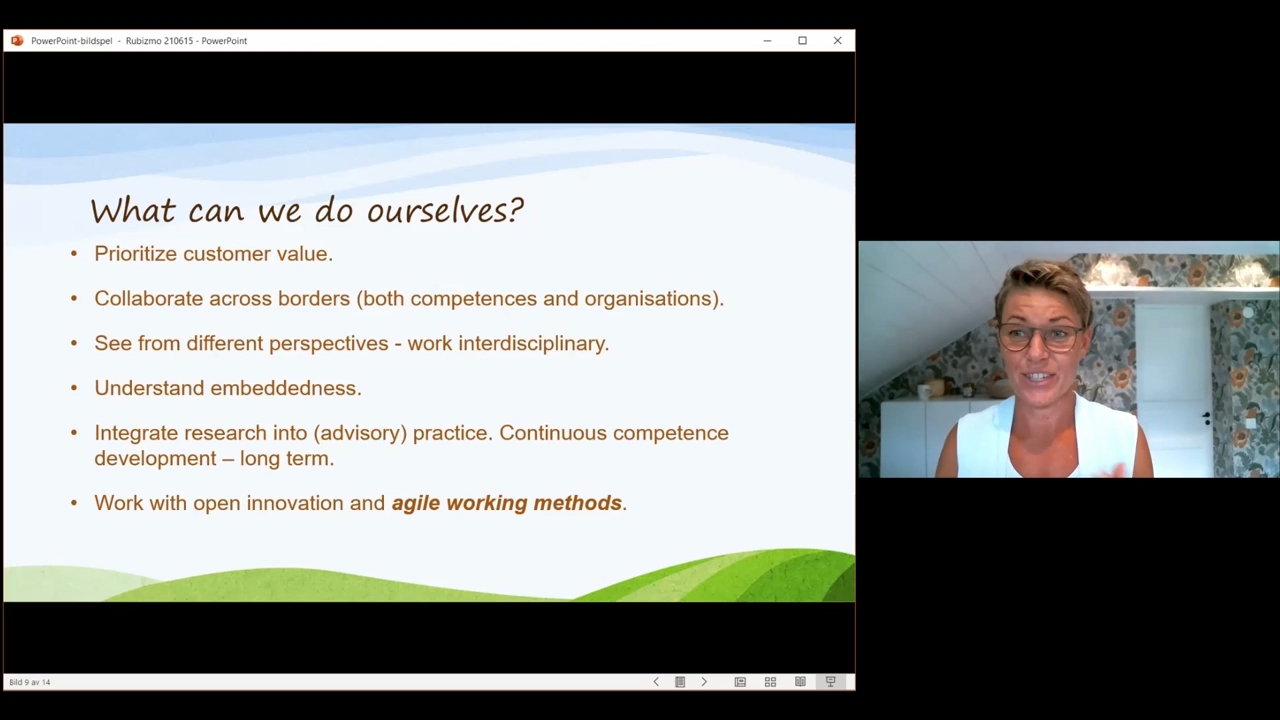 PowerPoint-bildspel - Rubizmo 210615 - PowerPoint
What can we do ourselves?
• Prioritize customer value.
• Collaborate across borders (both competences and organisations).
• See from different perspectives - work interdisciplinary.
• Understand embeddedness.
• Integrate research into (advisory) practice. Continuous competence
development – long term.
• Work with open innovation and agile working methods.
Bild 9 av 14